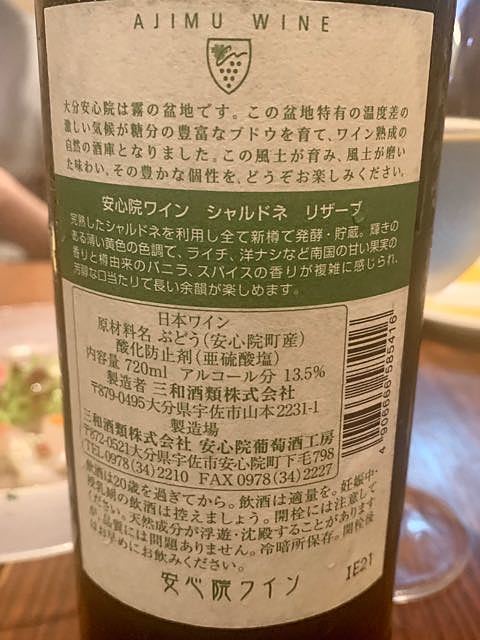 AJIMU WINE
大分安心院は霧の盆地です。この盆地特有の温度差の
激しい気候が糖分の豊富なブドウを育て、ワイン熟成の
自然の酒庫となりました。この風土が育み、風土が磨い
た味わい、その豊かな個性を、どうぞお楽しみください。
安心院ワイン シャルドネ リザーブ
完熟したシャルドネを利用し全て新樽で発酵・貯蔵。輝きの
ある薄い黄色の色調で、ライチ、洋ナシなど南国の甘い果実の
香りと樽由来のバニラ、スパイスの香りが複雑に感じられ、
芳醇な口当たりで長い余韻が楽しめます。
日本ワイン
原材料名 ぶどう(安心院町産)
酸化防止剤(亜硫酸塩)
内容量 720ml アルコール分 13.5%
製造者 三和酒類株式会社
〒879-0495大分県宇佐市山本2231-1
製造場
三和酒類株式会社 安心院葡萄酒工房
〒872-0521大分県宇佐市安心院町下毛798
TEL0978(34)2210 FAX 0978(34)2227
4906666585416
飲酒は20歳を過ぎてから。飲酒は適量を。妊娠中・
授乳期の飲酒は控えましょう。開栓には注意して
ください。天然成分が浮遊・沈殿することがあります
が、品質には問題ありません。冷暗所保存。開栓後
はお早めにお飲みください。
安心院ワイン
IE21